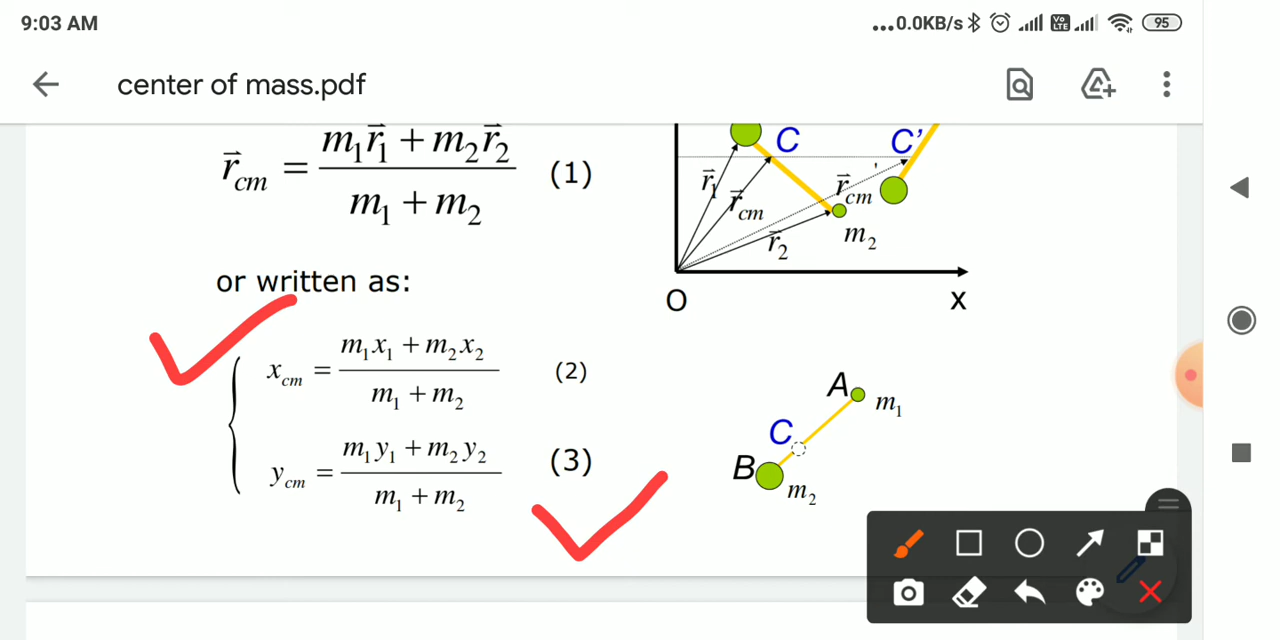 9:03 AM
...0.0KB/s Vo LTE 95
center of mass.pdf
r⃗cm = (m₁r⃗₁ + m₂r⃗₂) / (m₁ + m₂) (1)
or written as:
xcm = (m₁x₁ + m₂x₂) / (m₁ + m₂) (2)
ycm = (m₁y₁ + m₂y₂) / (m₁ + m₂) (3)
C
C'
r⃗₁
r⃗cm
r⃗'cm
r⃗₂
m₂
O
x
A
m₁
C
B
m₂